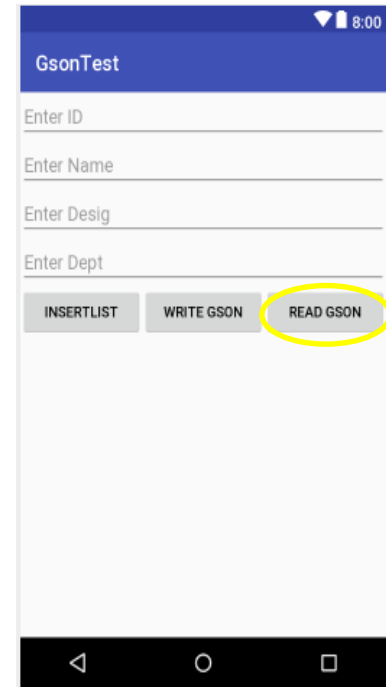 8:00
GsonTest
Enter ID
Enter Name
Enter Desig
Enter Dept
INSERTLIST WRITE GSON READ GSON